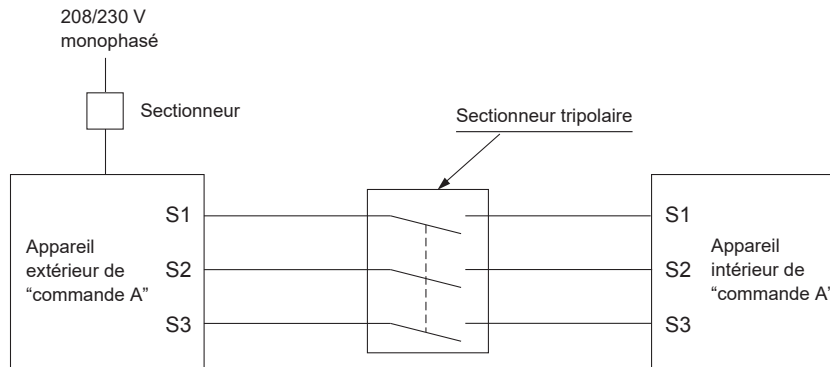 208/230 V
monophasé
Sectionneur
Sectionneur tripolaire
Appareil
extérieur de
“commande A”
S1
S2
S3
S1
S2
S3
Appareil
intérieur de
“commande A”